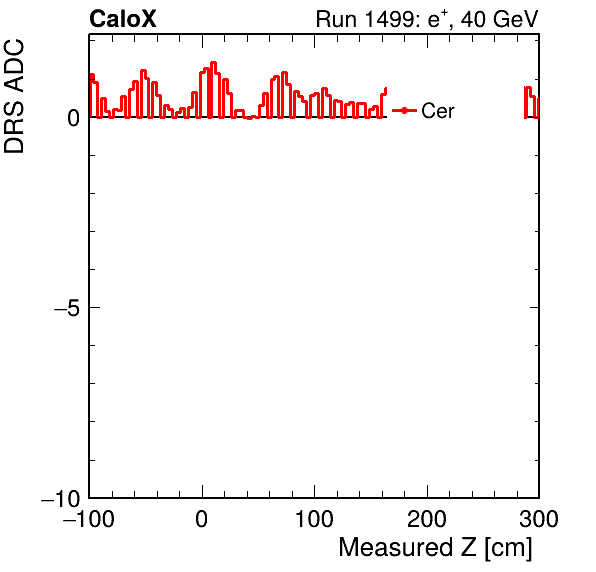 CaloX Run 1499: e⁺, 40 GeV
DRS ADC
0
−5
−10
Cer
−100 0 100 200 300
Measured Z [cm]